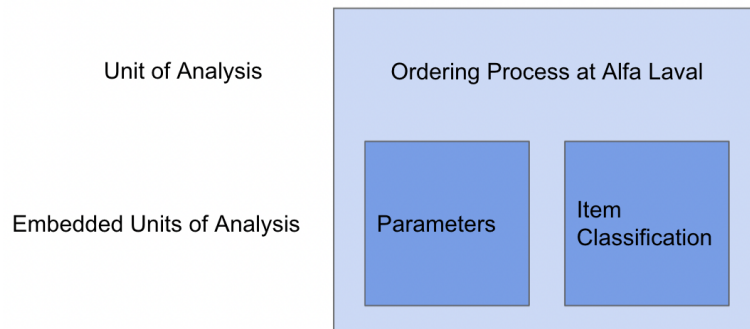 Unit of Analysis
Ordering Process at Alfa Laval
Embedded Units of Analysis
Parameters
Item
Classification